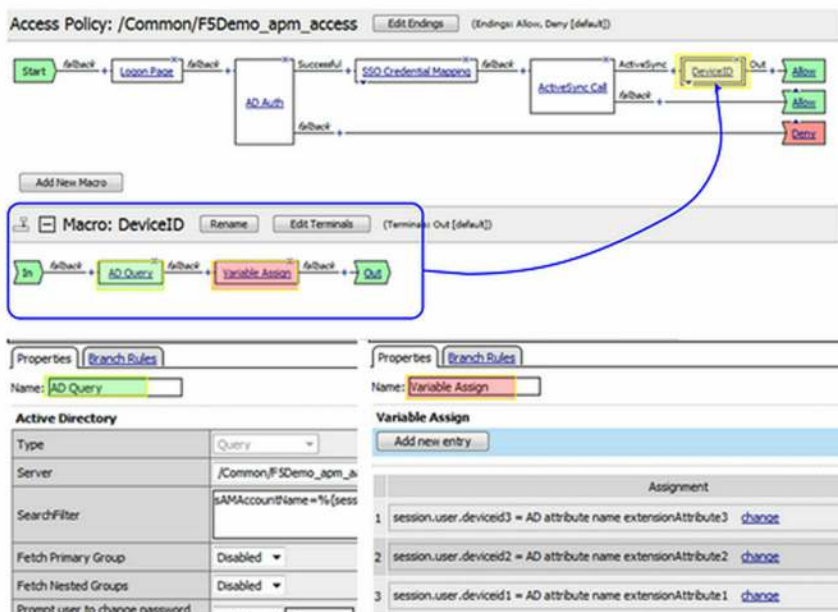 Access Policy: /Common/F5Demo_apm_access Edit Endings (Endings: Allow, Deny [default])
Start fallback + Logon Page fallback + AD Auth Successful + SSO Credential Mapping fallback + ActiveSync Call ActiveSync + DeviceID Out + Allow
fallback + Allow
fallback + Deny
Add New Macro
Macro: DeviceID Rename Edit Terminals (Terminals: Out [default])
In fallback + AD Query fallback + Variable Assign fallback + Out
Properties Branch Rules
Name: AD Query
Active Directory
Type Query
Server /Common/F5Demo_apm_a
SearchFilter sAMAccountName=%{sess
Fetch Primary Group Disabled
Fetch Nested Groups Disabled
Prompt user to change password
Properties Branch Rules
Name: Variable Assign
Variable Assign
Add new entry
Assignment
1 session.user.deviceid3 = AD attribute name extensionAttribute3 change
2 session.user.deviceid2 = AD attribute name extensionAttribute2 change
3 session.user.deviceid1 = AD attribute name extensionAttribute1 change